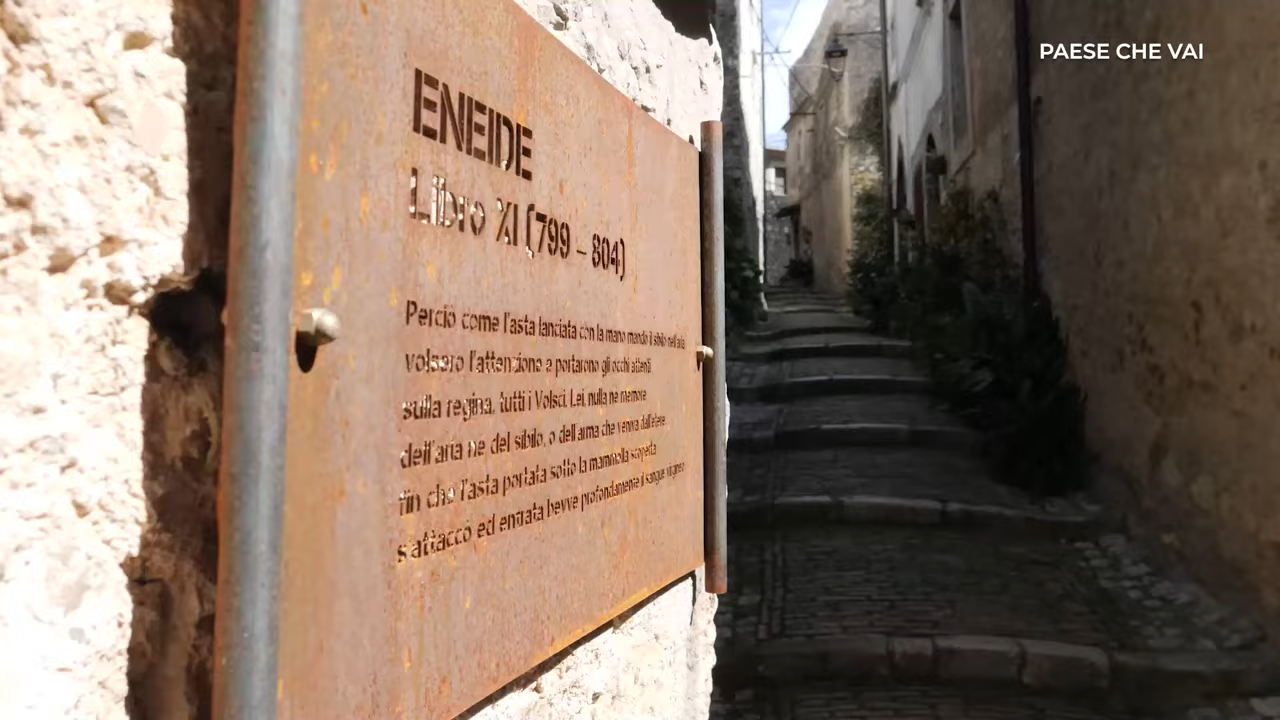 PAESE CHE VAI
ENEIDE
Libro XI (799 – 804)
Perciò come l'asta lanciata con la mano mandò il sibilo nell'aria
volsero l'attenzione e portarono gli occhi attenti
sulla regina, tutti i Volsci. Lei, nulla ne memore
dell'aria ne del sibilo, o dell'arma che veniva dall'etere,
fin che l'asta portata sotto la mammella scoperta
s'attaccò ed entrata bevve profondamente il sangue virgineo